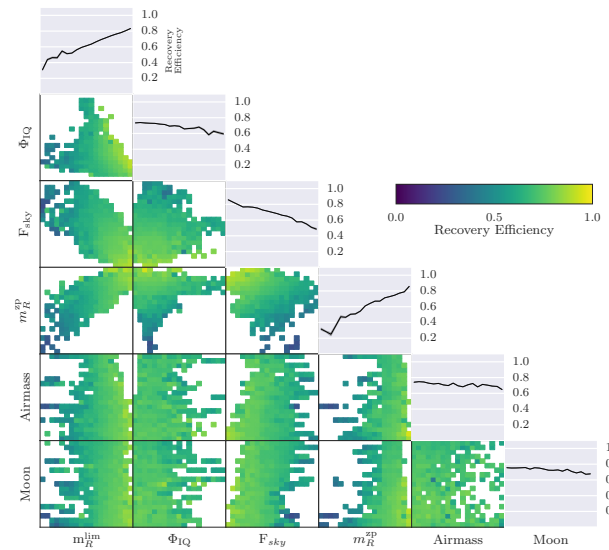 1.0
0.8
0.6
0.4
0.2
Recovery
Efficiency
Φ_IQ
1.0
0.8
0.6
0.4
0.2
F_sky
1.0
0.8
0.6
0.4
0.2
0.0 0.5 1.0
Recovery Efficiency
m_R^zp
1.0
0.8
0.6
0.4
0.2
Airmass
1.0
0.8
0.6
0.4
0.2
Moon
m_R^lim Φ_IQ F_sky m_R^zp Airmass Moon